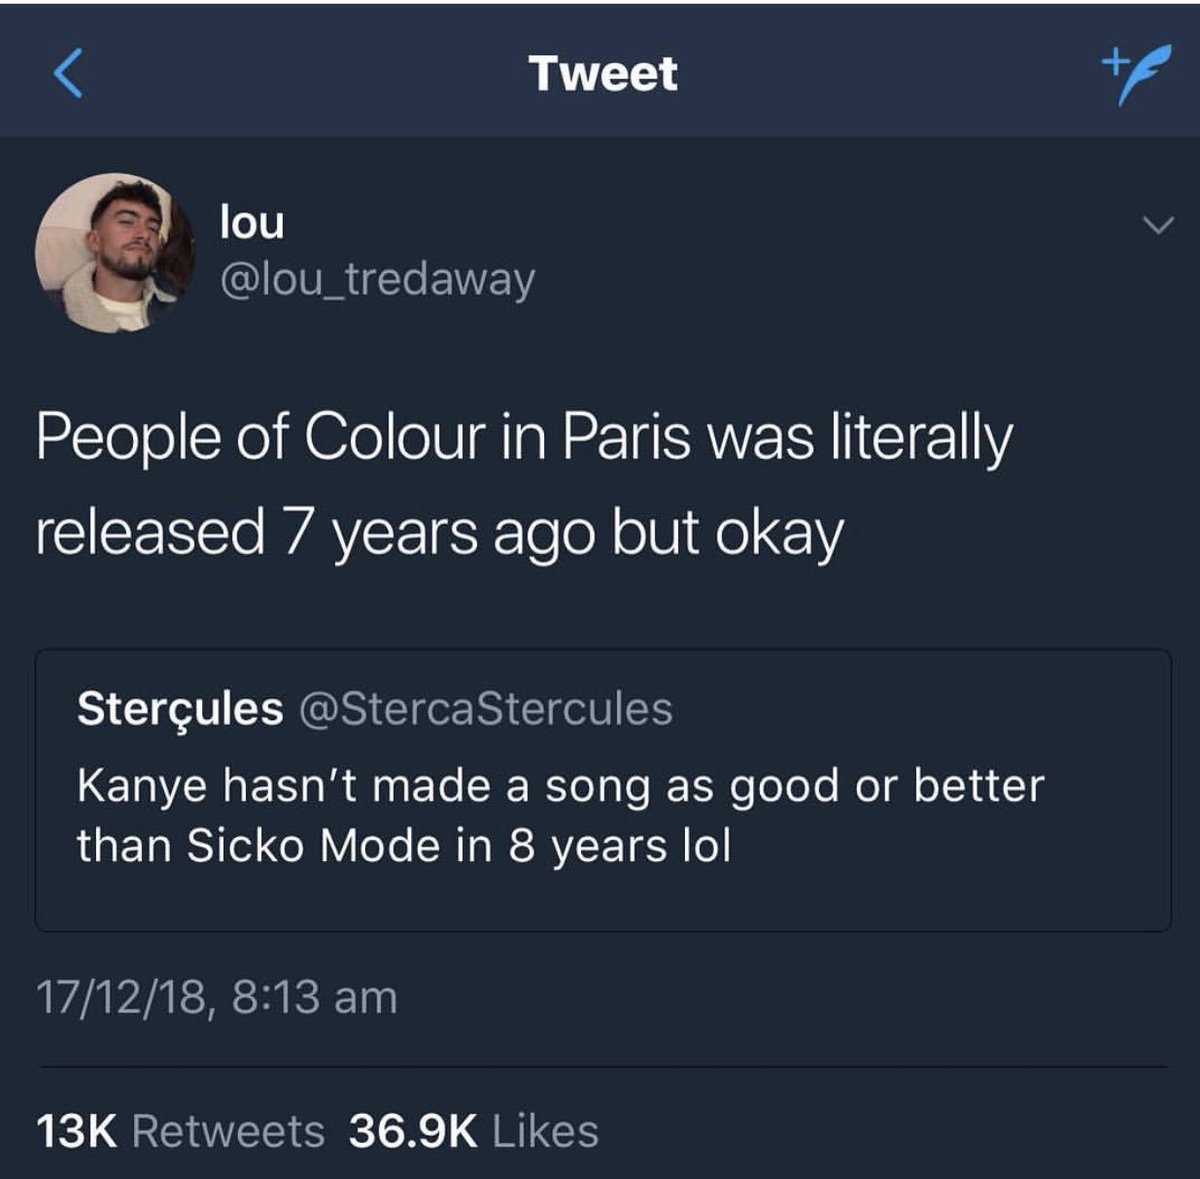 Tweet
lou
@lou_tredaway
People of Colour in Paris was literally
released 7 years ago but okay
Sterçules @StercaStercules
Kanye hasn't made a song as good or better
than Sicko Mode in 8 years lol
17/12/18, 8:13 am
13K Retweets 36.9K Likes